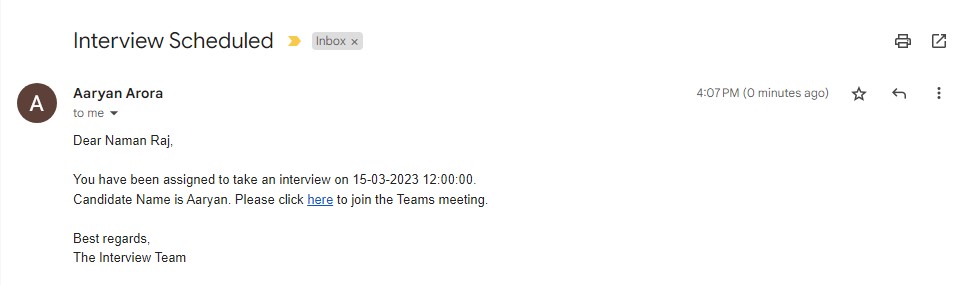 Interview Scheduled Inbox ×
Aaryan Arora 4:07 PM (0 minutes ago)
A
to me
Dear Naman Raj,
You have been assigned to take an interview on 15-03-2023 12:00:00.
Candidate Name is Aaryan. Please click here to join the Teams meeting.
Best regards,
The Interview Team